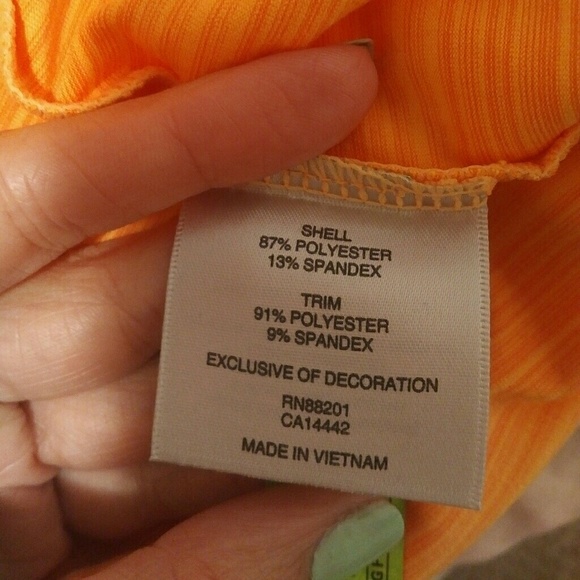 SHELL
87% POLYESTER
13% SPANDEX
TRIM
91% POLYESTER
9% SPANDEX
EXCLUSIVE OF DECORATION
RN88201
CA14442
MADE IN VIETNAM